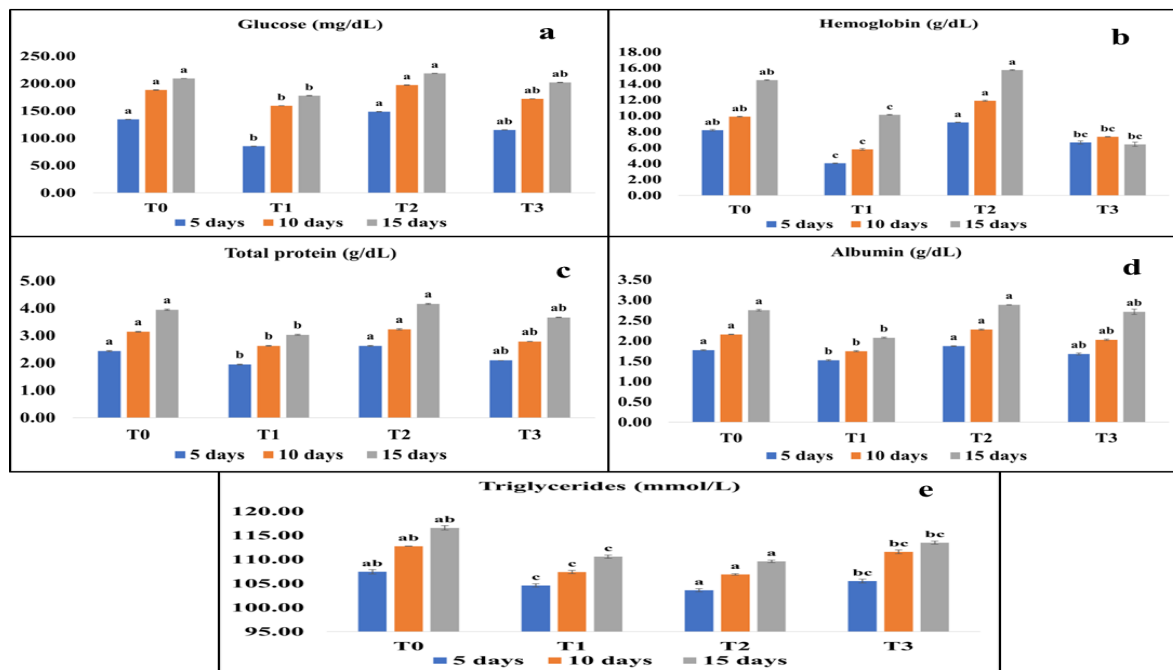 Glucose (mg/dL)
a
250.00
200.00
150.00
100.00
50.00
0.00
a a a
b b b
a a a
ab ab ab
T0 T1 T2 T3
5 days 10 days 15 days
Hemoglobin (g/dL)
b
18.00
16.00
14.00
12.00
10.00
8.00
6.00
4.00
2.00
0.00
ab ab ab
c c c
a a a
bc bc bc
T0 T1 T2 T3
5 days 10 days 15 days
Total protein (g/dL)
c
5.00
4.00
3.00
2.00
1.00
0.00
a a a
b b b
a a a
ab ab ab
T0 T1 T2 T3
5 days 10 days 15 days
Albumin (g/dL)
d
3.50
3.00
2.50
2.00
1.50
1.00
0.50
0.00
a a a
b b b
a a a
ab ab ab
T0 T1 T2 T3
5 days 10 days 15 days
Triglycerides (mmol/L)
e
120.00
115.00
110.00
105.00
100.00
95.00
ab ab ab
c c c
a a a
bc bc bc
T0 T1 T2 T3
5 days 10 days 15 days